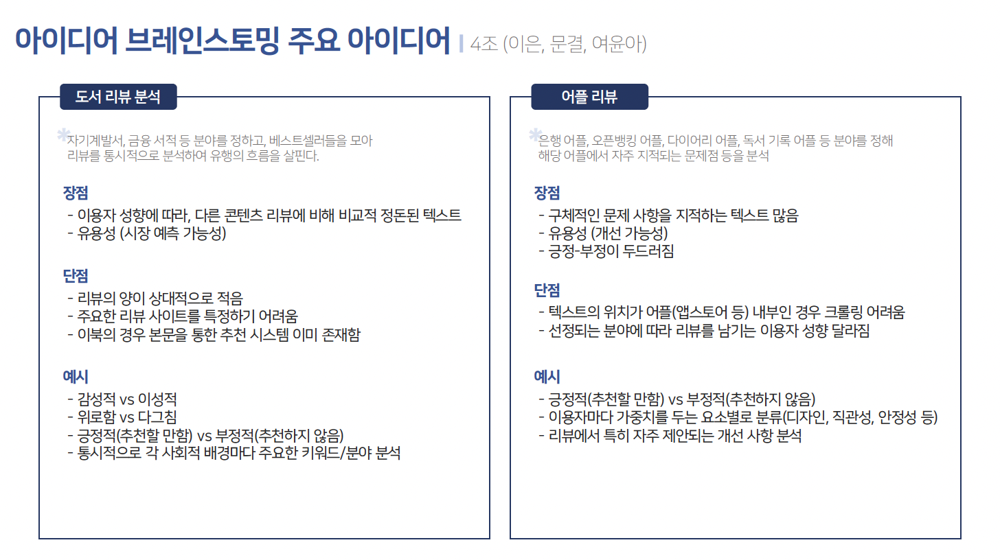 아이디어 브레인스토밍 주요 아이디어 | 4조 (이은, 문결, 여윤아)
도서 리뷰 분석
*자기계발서, 금융 서적 등 분야를 정하고, 베스트셀러들을 모아
리뷰를 통시적으로 분석하여 유행의 흐름을 살핀다.
장점
- 이용자 성향에 따라, 다른 콘텐츠 리뷰에 비해 비교적 정돈된 텍스트
- 유용성 (시장 예측 가능성)
단점
- 리뷰의 양이 상대적으로 적음
- 주요한 리뷰 사이트를 특정하기 어려움
- 이북의 경우 본문을 통한 추천 시스템 이미 존재함
예시
- 감성적 vs 이성적
- 위로함 vs 다그침
- 긍정적(추천할 만함) vs 부정적(추천하지 않음)
- 통시적으로 각 사회적 배경마다 주요한 키워드/분야 분석
어플 리뷰
*은행 어플, 오픈뱅킹 어플, 다이어리 어플, 독서 기록 어플 등 분야를 정해
해당 어플에서 자주 지적되는 문제점 등을 분석
장점
- 구체적인 문제 사항을 지적하는 텍스트 많음
- 유용성 (개선 가능성)
- 긍정-부정이 두드러짐
단점
- 텍스트의 위치가 어플(앱스토어 등) 내부인 경우 크롤링 어려움
- 선정되는 분야에 따라 리뷰를 남기는 이용자 성향 달라짐
예시
- 긍정적(추천할 만함) vs 부정적(추천하지 않음)
- 이용자마다 가중치를 두는 요소별로 분류(디자인, 직관성, 안정성 등)
- 리뷰에서 특히 자주 제안되는 개선 사항 분석